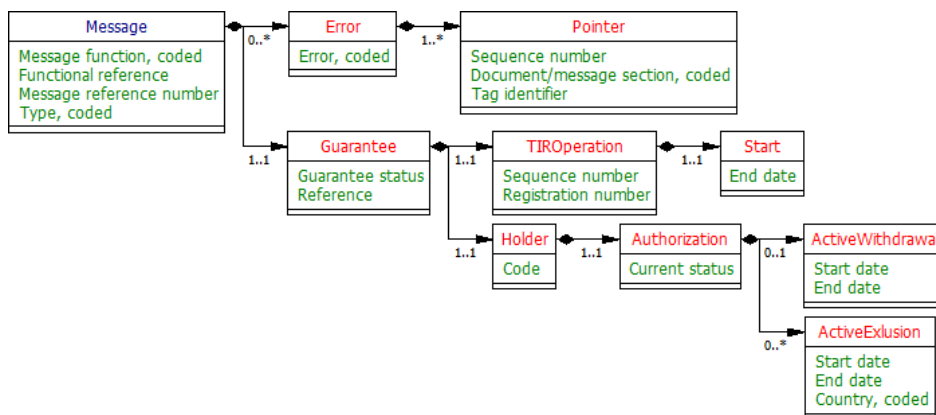 Message
Message function, coded
Functional reference
Message reference number
Type, coded
0..*
Error
Error, coded
1..*
Pointer
Sequence number
Document/message section, coded
Tag identifier
1..1
Guarantee
Guarantee status
Reference
1..1
TIROperation
Sequence number
Registration number
1..1
Start
End date
1..1
Holder
Code
1..1
Authorization
Current status
0..1
ActiveWithdrawa
Start date
End date
0..*
ActiveExlusion
Start date
End date
Country, coded